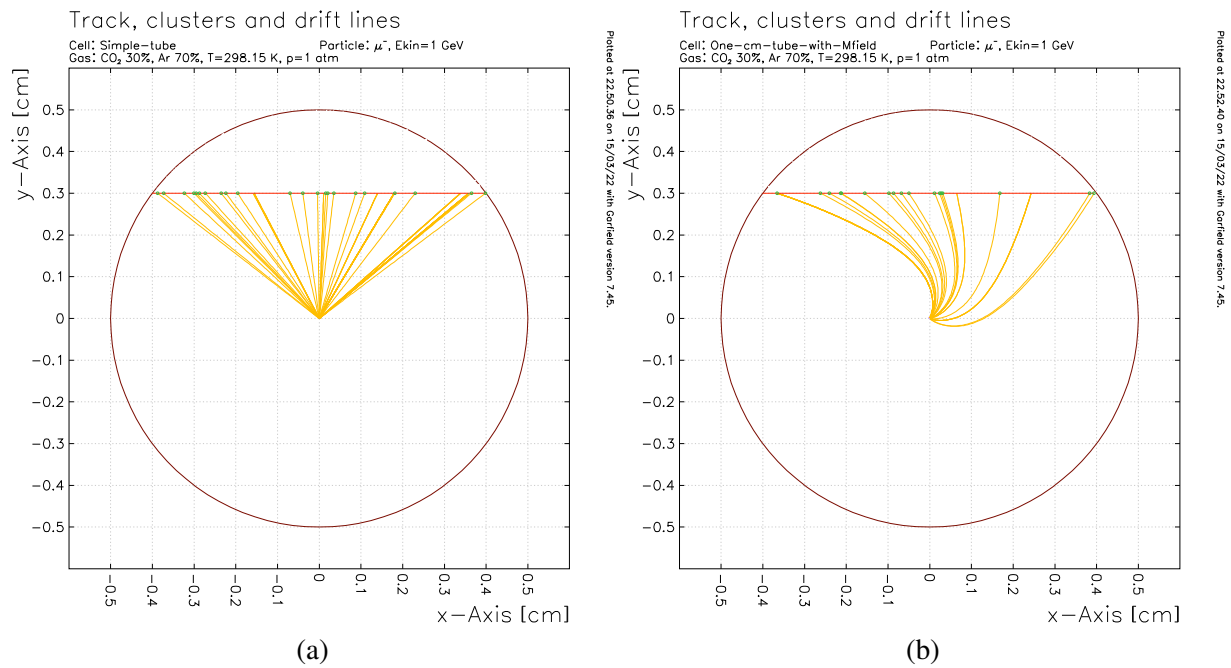 Track, clusters and drift lines
Cell: Simple-tube Particle: μ⁻, Ekin=1 GeV
Gas: CO₂ 30%, Ar 70%, T=298.15 K, p=1 atm
y-Axis [cm]
0.5
0.4
0.3
0.2
0.1
0
-0.1
-0.2
-0.3
-0.4
-0.5
-0.5 -0.4 -0.3 -0.2 -0.1 0 0.1 0.2 0.3 0.4 0.5
x-Axis [cm]
Plotted at 22.50.36 on 15/03/22 with Garfield version 7.45.
(a)
Track, clusters and drift lines
Cell: One-cm-tube-with-Mfield Particle: μ⁻, Ekin=1 GeV
Gas: CO₂ 30%, Ar 70%, T=298.15 K, p=1 atm
y-Axis [cm]
0.5
0.4
0.3
0.2
0.1
0
-0.1
-0.2
-0.3
-0.4
-0.5
-0.5 -0.4 -0.3 -0.2 -0.1 0 0.1 0.2 0.3 0.4 0.5
x-Axis [cm]
Plotted at 22.52.40 on 15/03/22 with Garfield version 7.45.
(b)